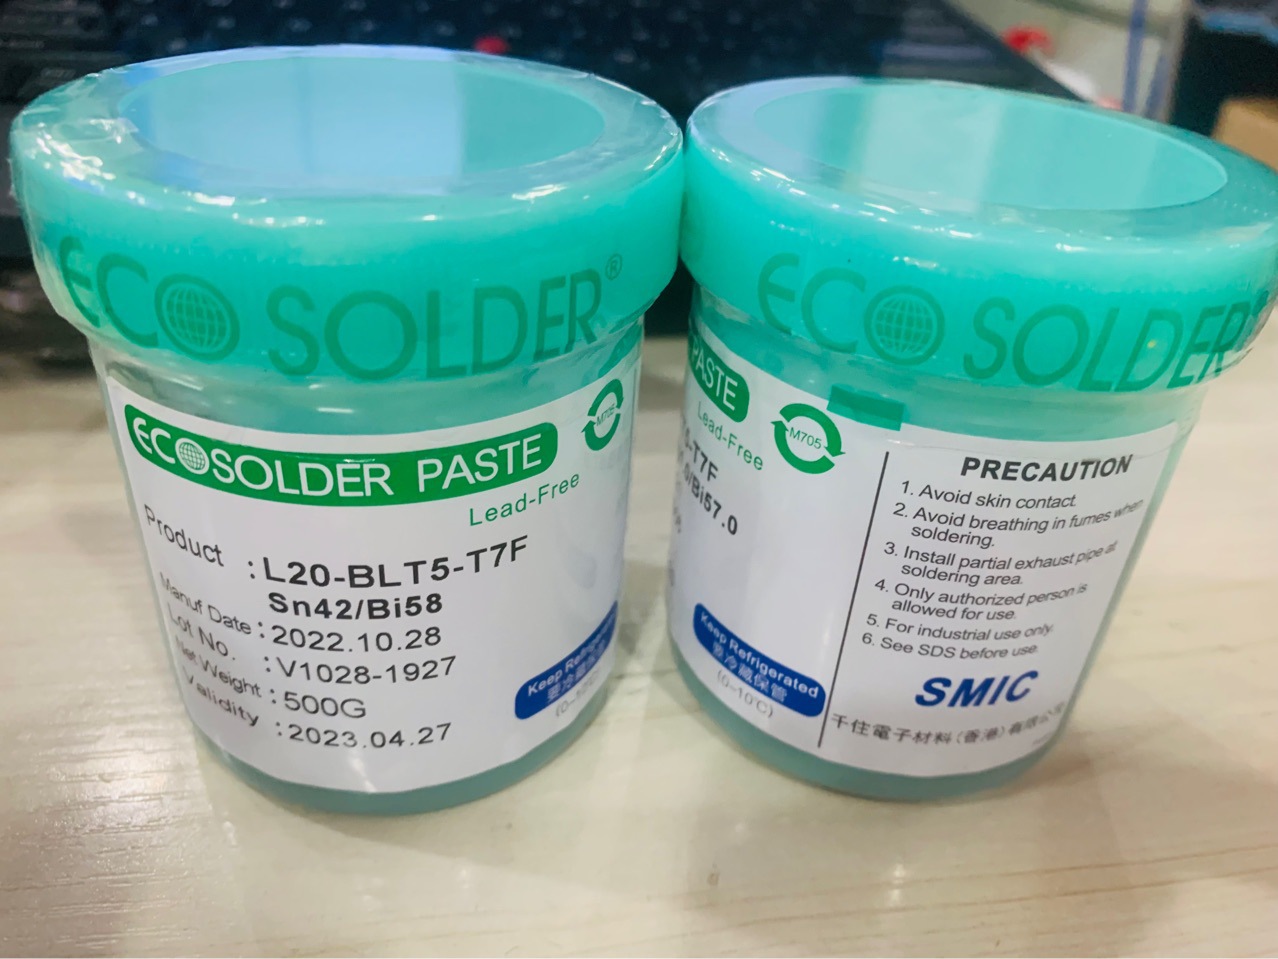 ECO SOLDER®
ECOSOLDER PASTE
M705
Lead-Free
Product : L20-BLT5-T7F
Sn42/Bi58
Manuf Date : 2022.10.28
Lot No. : V1028-1927
Net Weight : 500G
Validity : 2023.04.27
Keep Refrigerated
要冷藏
ECO SOLDER
PASTE
Lead-Free
M705
-T7F
/Bi57.0
Keep Refrigerated
要冷藏保管
(0~10℃)
PRECAUTION
1. Avoid skin contact.
2. Avoid breathing in fumes when
soldering.
3. Install partial exhaust pipe at
soldering area.
4. Only authorized person is
allowed for use.
5. For industrial use only.
6. See SDS before use.
SMIC
千住電子材料(香港)有限公司